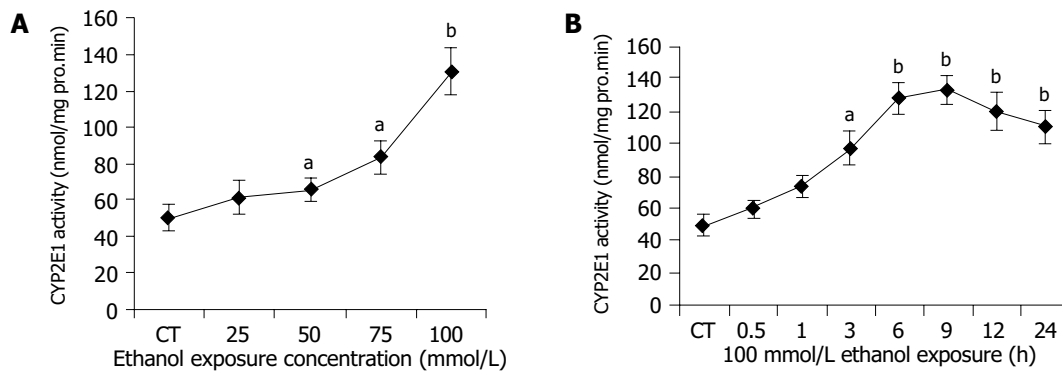 A
CYP2E1 activity (nmol/mg pro.min)
160
140
120
100
80
60
40
20
0
a
a
b
CT 25 50 75 100
Ethanol exposure concentration (mmol/L)
B
CYP2E1 activity (nmol/mg pro.min)
160
140
120
100
80
60
40
20
0
a
b
b
b
b
CT 0.5 1 3 6 9 12 24
100 mmol/L ethanol exposure (h)